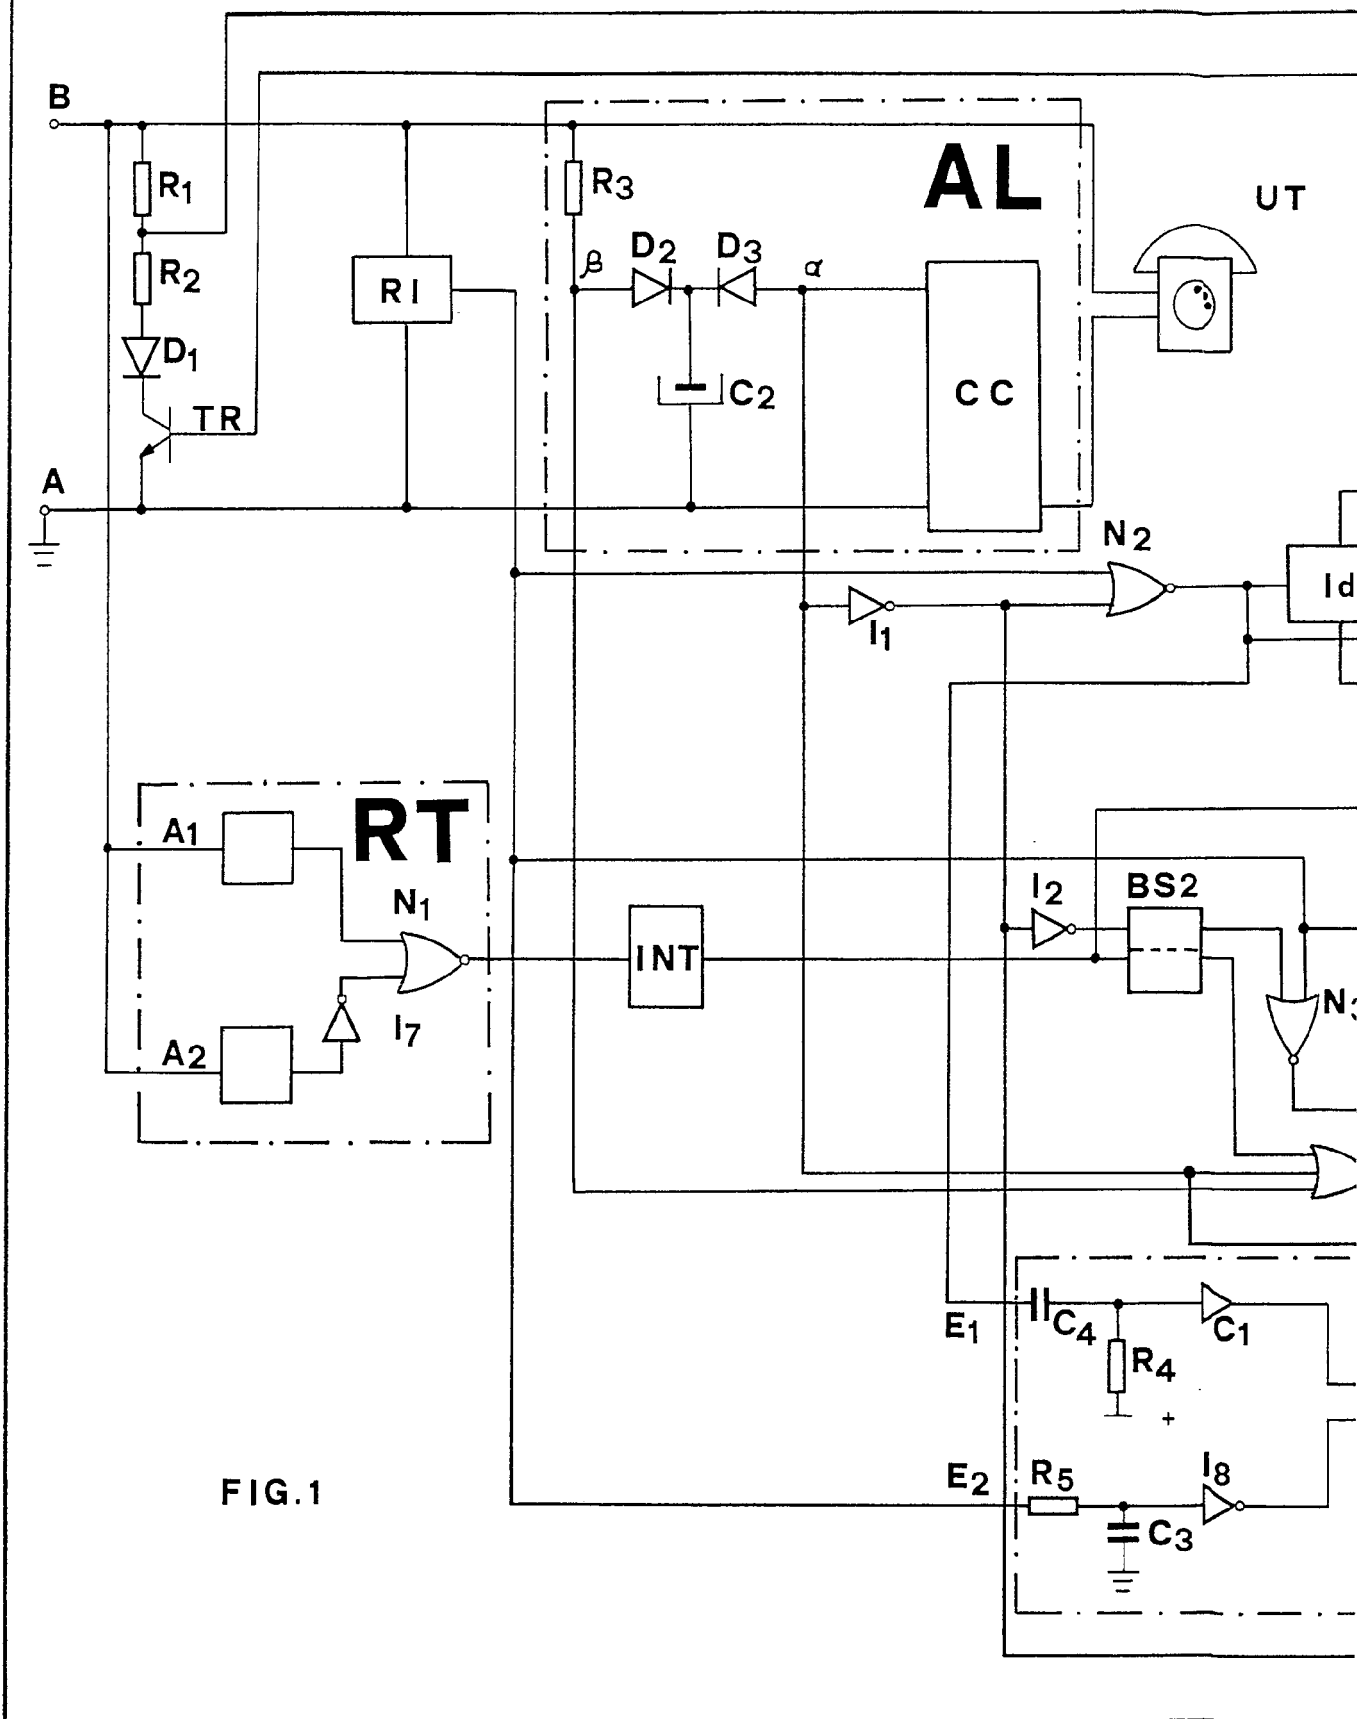 B
AL
R1
R3
UT
R2
β
D2
D3
α
RI
D1
C2
CC
TR
A
N2
Id
I1
RT
A1
I2
BS2
N1
INT
N3
I7
A2
E1
C4
C1
R4
+
E2
R5
I8
FIG.1
C3